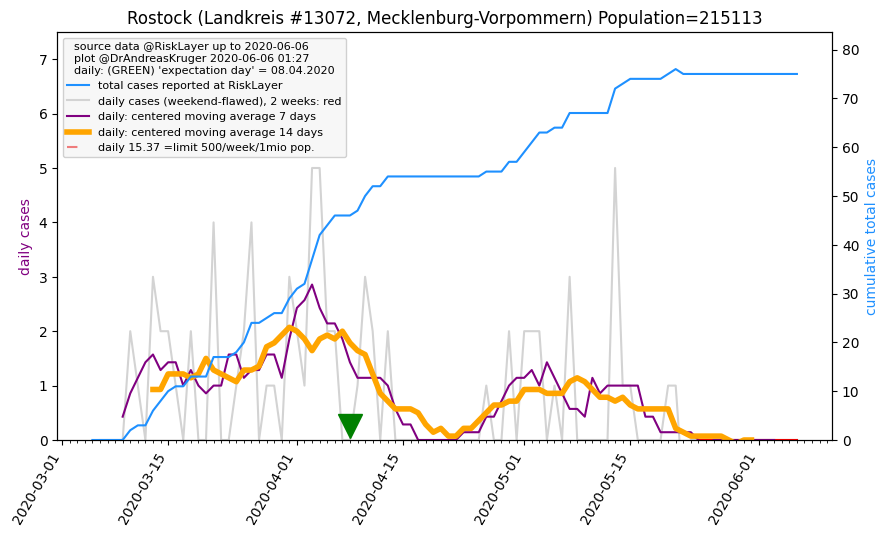 Rostock (Landkreis #13072, Mecklenburg-Vorpommern) Population=215113
source data @RiskLayer up to 2020-06-06
plot @DrAndreasKruger 2020-06-06 01:27
daily: (GREEN) 'expectation day' = 08.04.2020
total cases reported at RiskLayer
daily cases (weekend-flawed), 2 weeks: red
daily: centered moving average 7 days
daily: centered moving average 14 days
daily 15.37 =limit 500/week/1mio pop.
daily cases
7
6
5
4
3
2
1
0
cumulative total cases
80
70
60
50
40
30
20
10
0
2020-03-01
2020-03-15
2020-04-01
2020-04-15
2020-05-01
2020-05-15
2020-06-01